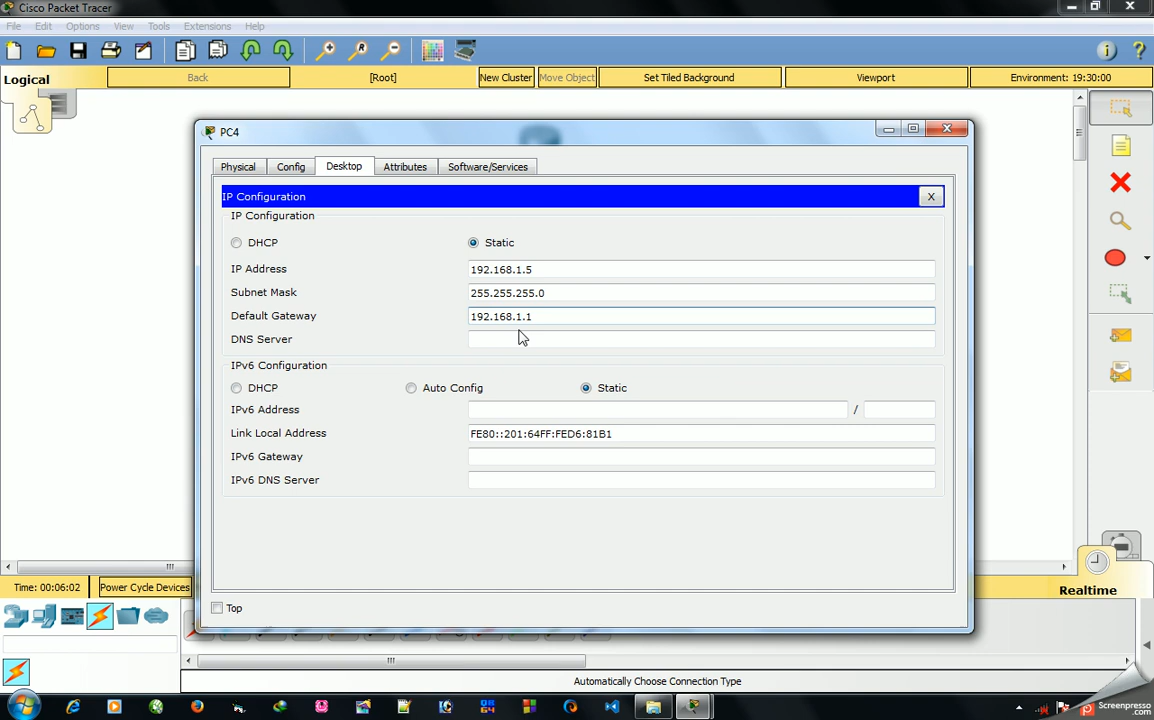 Cisco Packet Tracer
File Edit Options View Tools Extensions Help
Logical Back [Root] New Cluster Move Object Set Tiled Background Viewport Environment: 19:30:00
PC4
Physical Config Desktop Attributes Software/Services
IP Configuration X
IP Configuration
DHCP Static
IP Address 192.168.1.5
Subnet Mask 255.255.255.0
Default Gateway 192.168.1.1
DNS Server
IPv6 Configuration
DHCP Auto Config Static
IPv6 Address /
Link Local Address FE80::201:64FF:FED6:81B1
IPv6 Gateway
IPv6 DNS Server
Time: 00:06:02 Power Cycle Devices Realtime
Top
Choose Connection Type
Screenpresso
.com